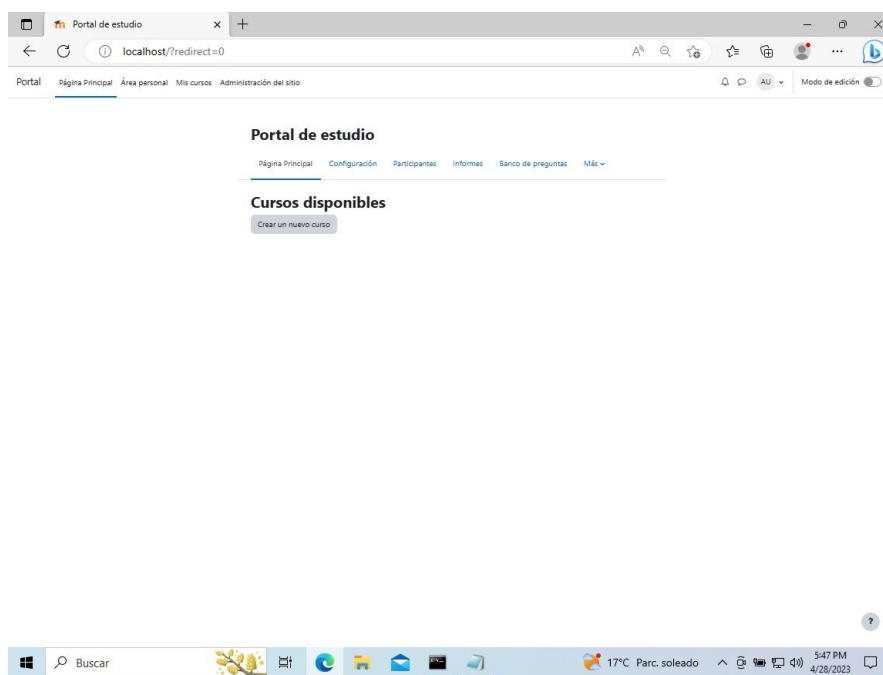 Portal de estudio
localhost/?redirect=0
Portal Página Principal Área personal Mis cursos Administración del sitio AU Modo de edición
Portal de estudio
Página Principal Configuración Participantes Informes Banco de preguntas Más
Cursos disponibles
Crear un nuevo curso
?
Buscar 17°C Parc. soleado 5:47 PM
4/28/2023